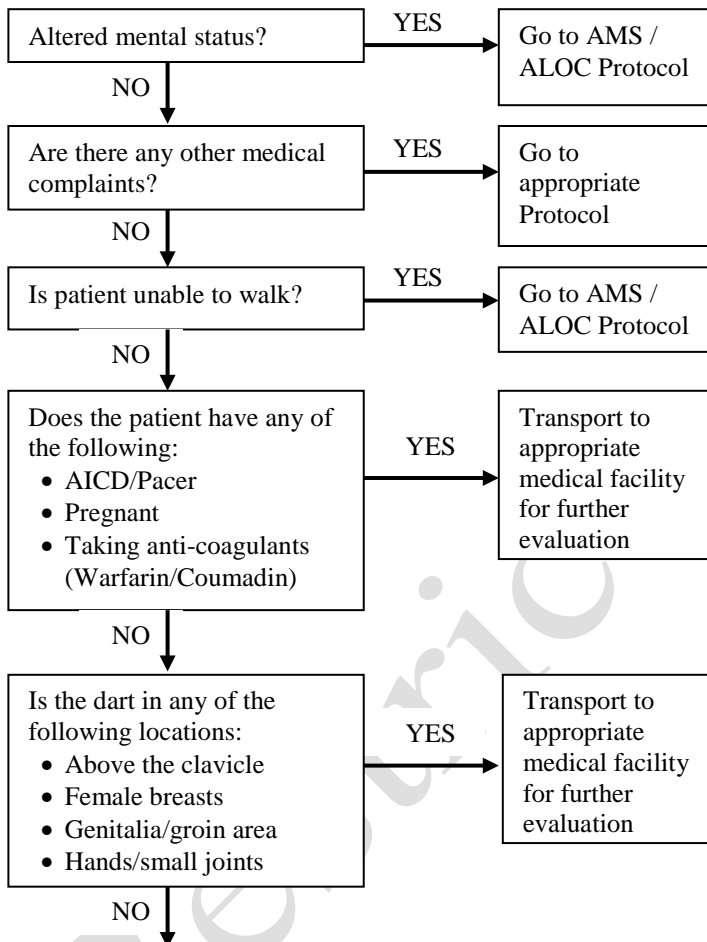 Altered mental status?
YES
Go to AMS /
ALOC Protocol
NO
Are there any other medical
complaints?
YES
Go to
appropriate
Protocol
NO
Is patient unable to walk?
YES
Go to AMS /
ALOC Protocol
NO
Does the patient have any of
the following:
• AICD/Pacer
• Pregnant
• Taking anti-coagulants
(Warfarin/Coumadin)
YES
Transport to
appropriate
medical facility
for further
evaluation
NO
Is the dart in any of the
following locations:
• Above the clavicle
• Female breasts
• Genitalia/groin area
• Hands/small joints
YES
Transport to
appropriate
medical facility
for further
evaluation
NO